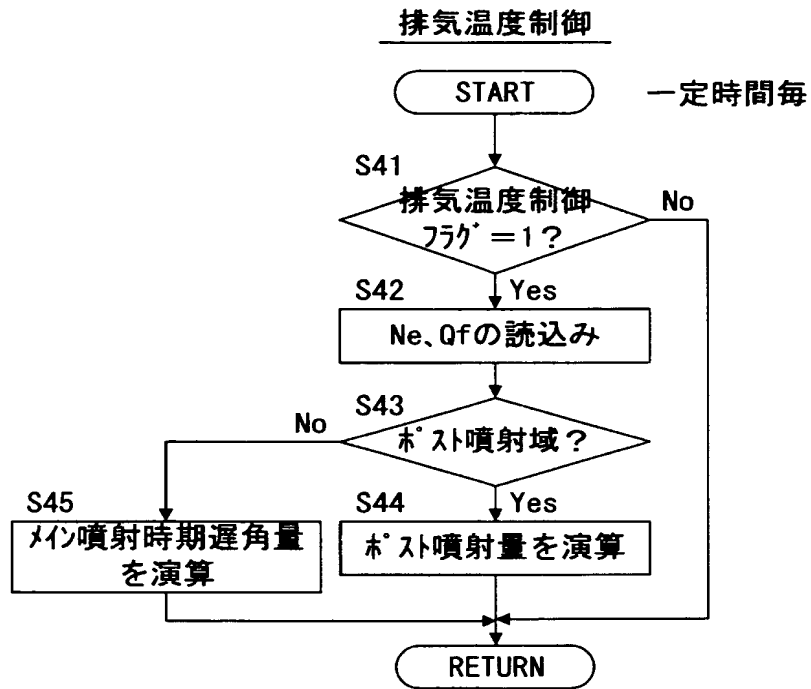 排気温度制御
START
一定時間毎
S41
排気温度制御
ﾌﾗｸﾞ＝1？
No
S42
Yes
Ne、Qfの読込み
S43
No
ﾎﾟｽﾄ噴射域？
S45
S44
Yes
ﾒｲﾝ噴射時期遅角量
を演算
ﾎﾟｽﾄ噴射量を演算
RETURN